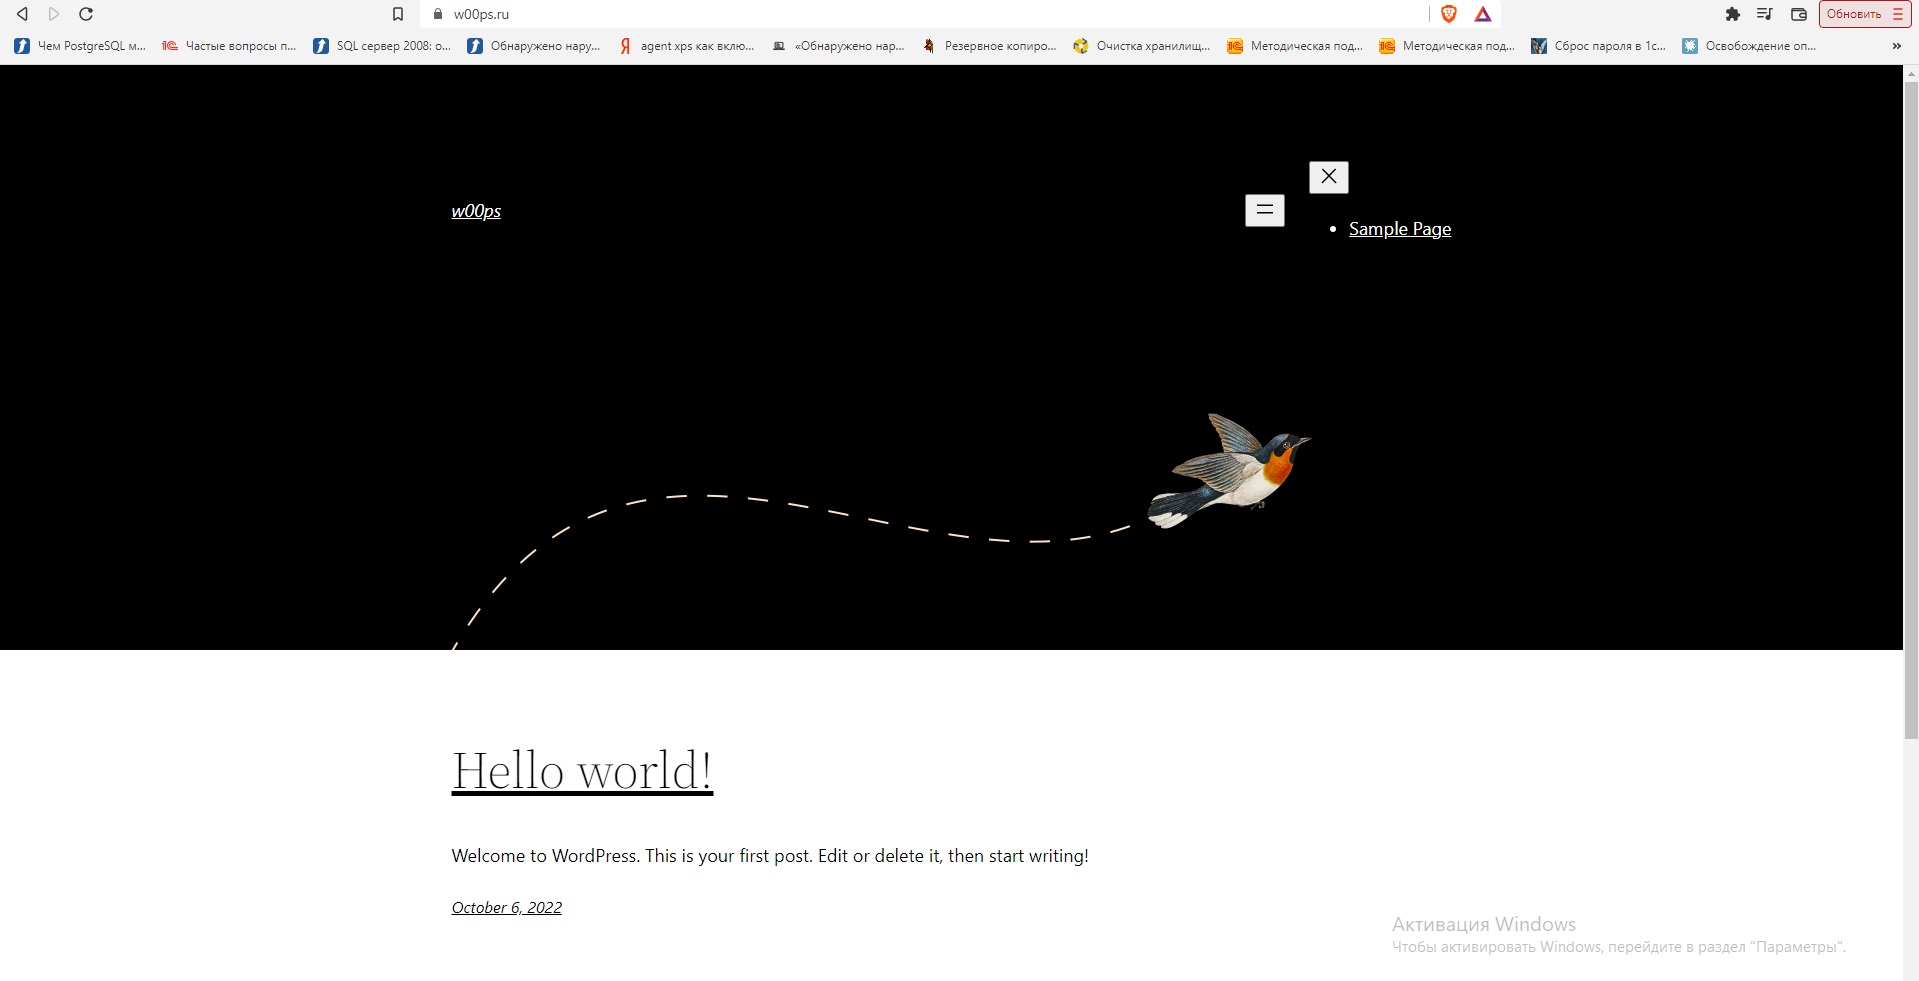 w00ps.ru
Обновить
Чем PostgreSQL м...
Частые вопросы п...
SQL сервер 2008: о...
Обнаружено нару...
agent xps как вклю...
«Обнаружено нар...
Резервное копиро...
Очистка хранилищ...
Методическая под...
Методическая под...
Сброс пароля в 1с...
Освобождение оп...
w00ps
Sample Page
Hello world!
Welcome to WordPress. This is your first post. Edit or delete it, then start writing!
October 6, 2022
Активация Windows
Чтобы активировать Windows, перейдите в раздел "Параметры".